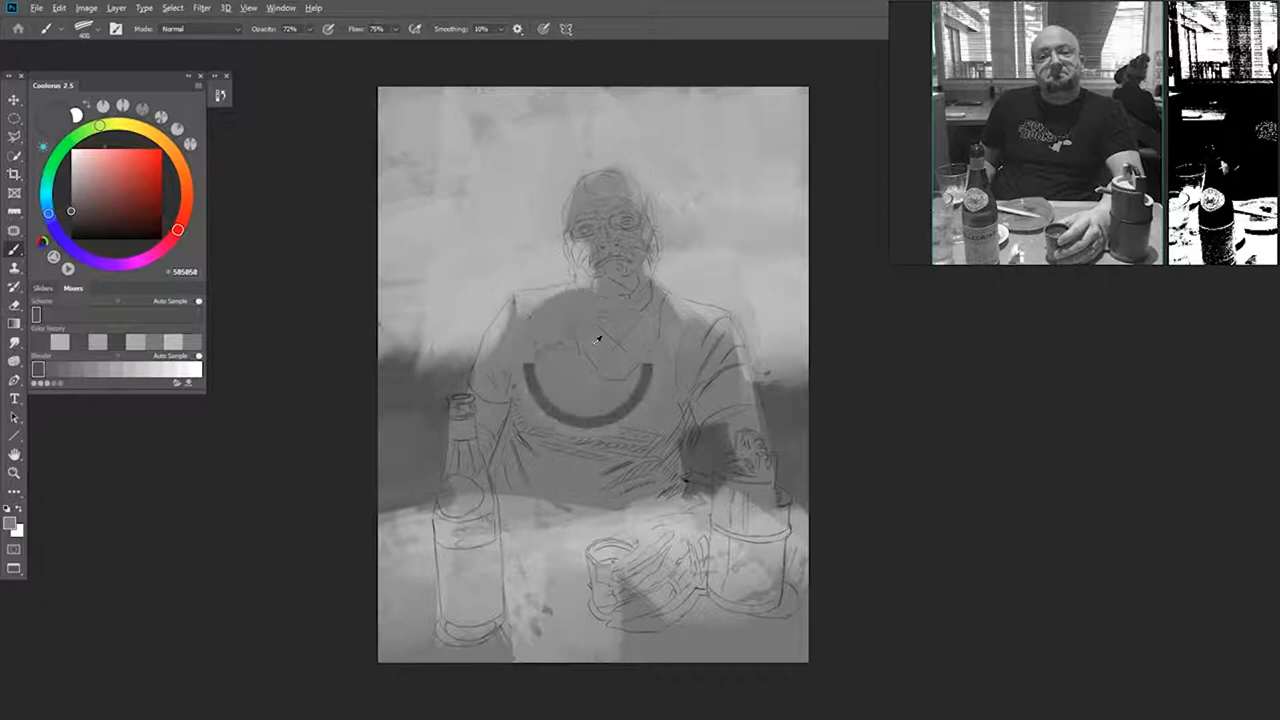 Ps File Edit Image Layer Type Select Filter 3D View Window Help
Mode: Normal Opacity: 72% Flow: 75% Smoothing: 10%
Coolorus 2.5
# 505050
Sliders Mixers
Scheme Auto Sample
Color history
Blender Auto Sample